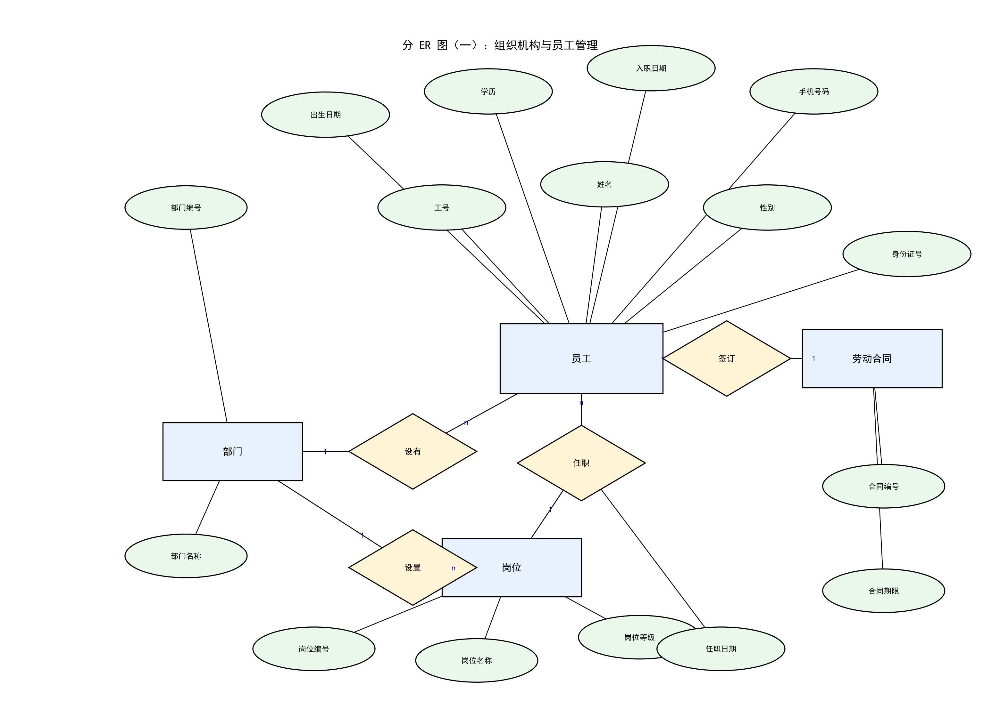 分 ER 图（一）：组织机构与员工管理
入职日期
学历
手机号码
出生日期
姓名
部门编号
工号
性别
身份证号
员工
1
签订
1
劳动合同
n
n
部门
1
设有
任职
合同编号
1
1
部门名称
设置
n
岗位
合同期限
岗位等级
岗位编号
任职日期
岗位名称